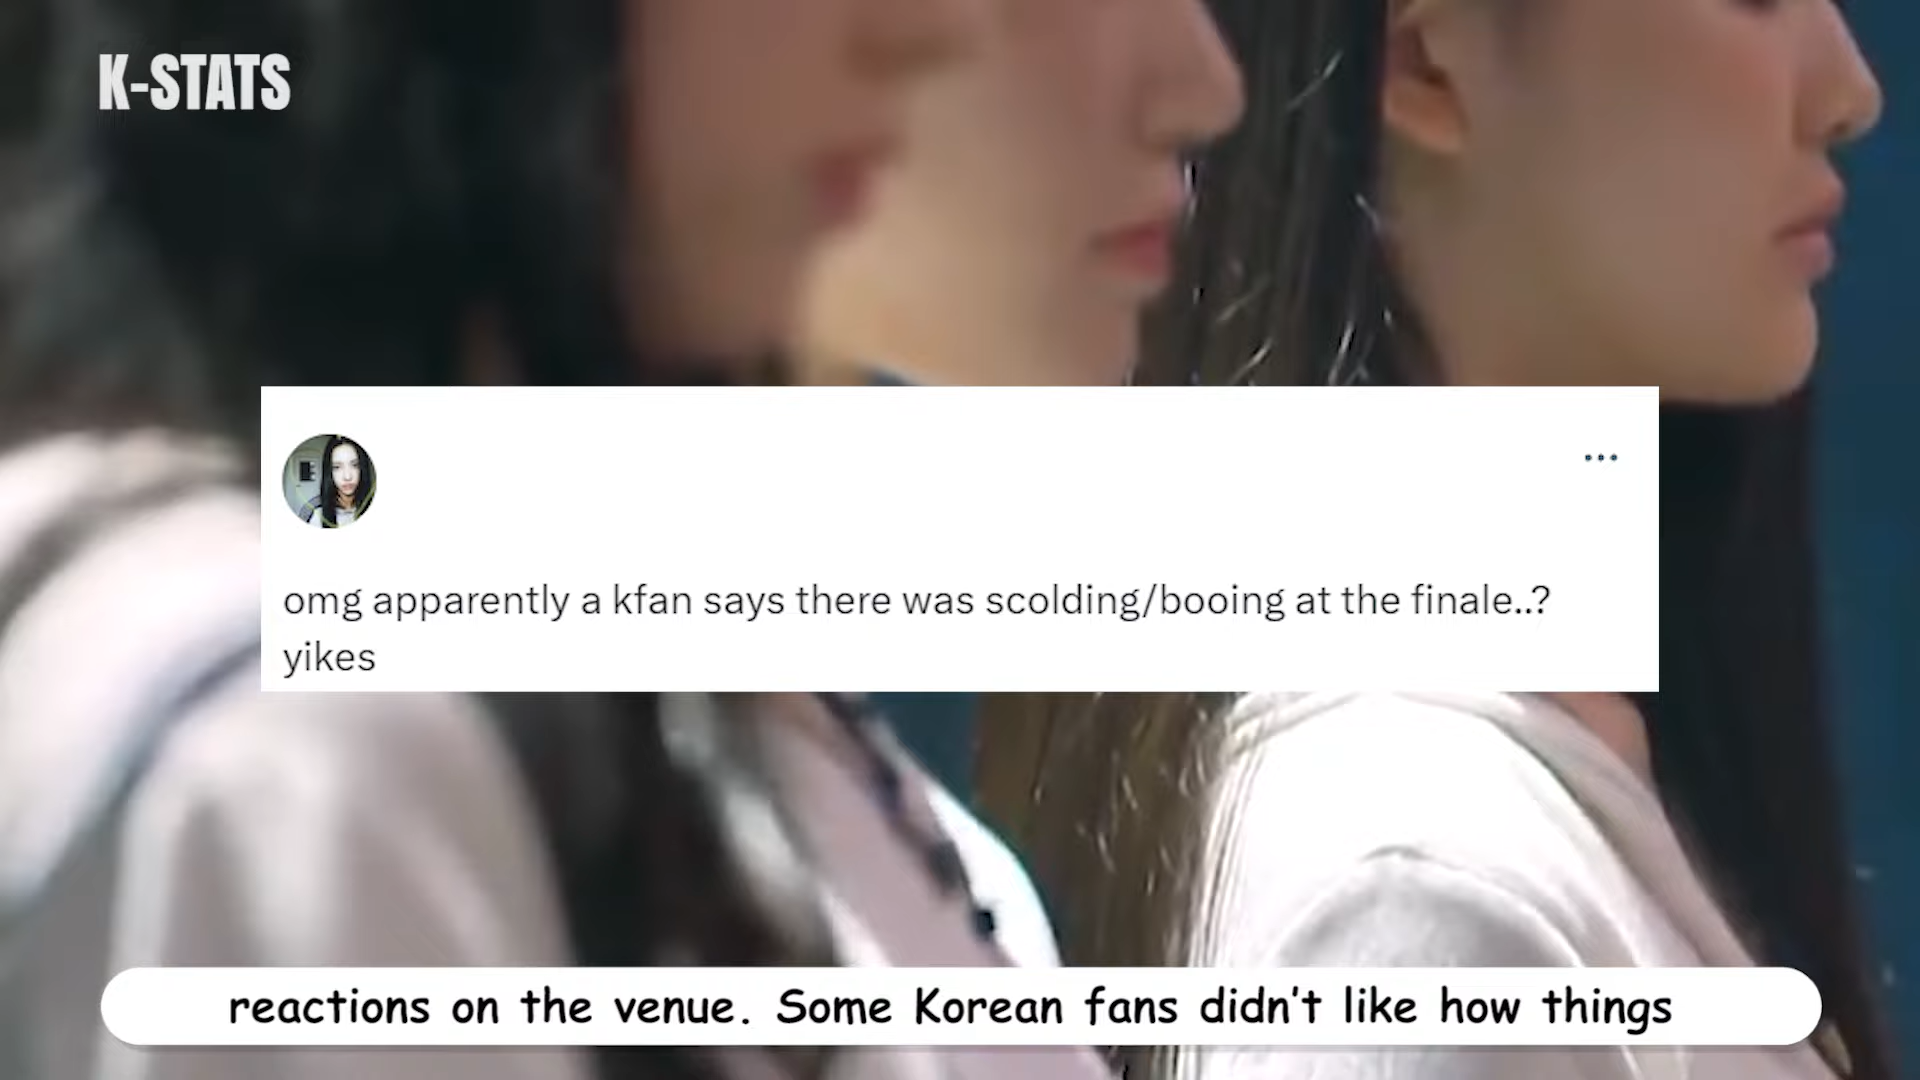 K-STATS
omg apparently a kfan says there was scolding/booing at the finale..?
yikes
reactions on the venue. Some Korean fans didn't like how things